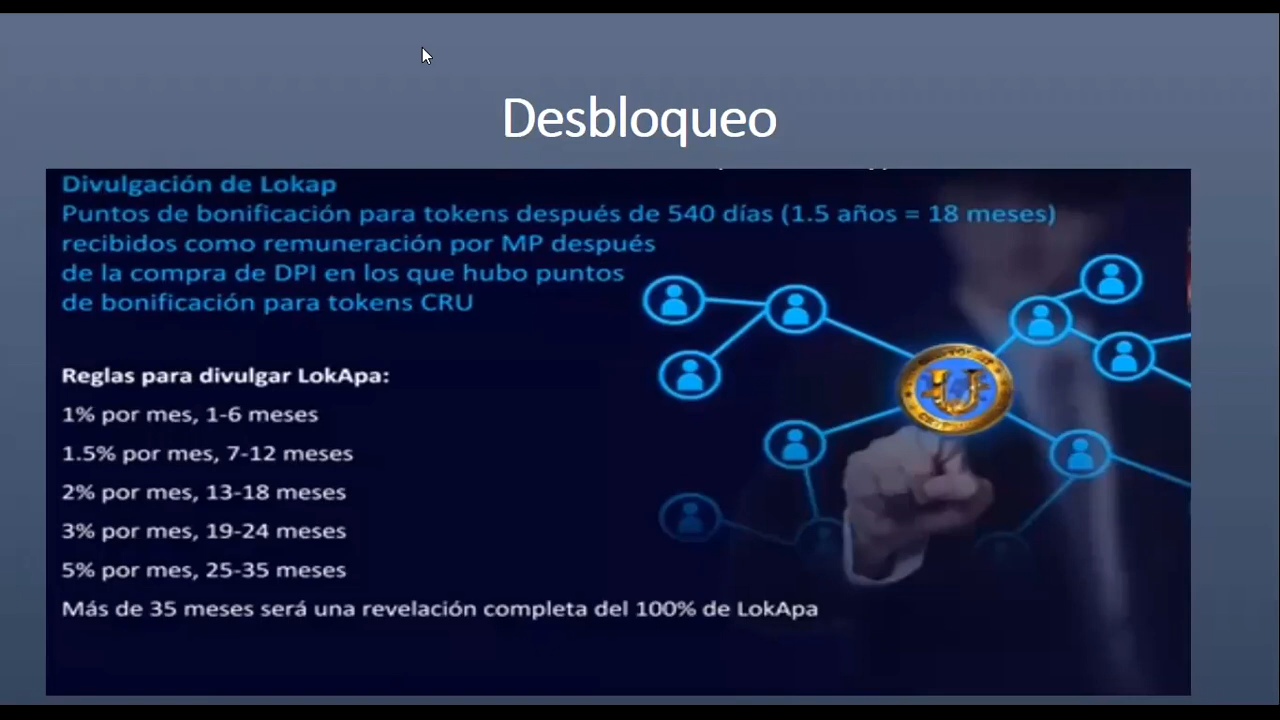 Desbloqueo
Divulgación de Lokap
Puntos de bonificación para tokens después de 540 días (1.5 años = 18 meses)
recibidos como remuneración por MP después
de la compra de DPI en los que hubo puntos
de bonificación para tokens CRU
Reglas para divulgar LokApa:
1% por mes, 1-6 meses
1.5% por mes, 7-12 meses
2% por mes, 13-18 meses
3% por mes, 19-24 meses
5% por mes, 25-35 meses
Más de 35 meses será una revelación completa del 100% de LokApa